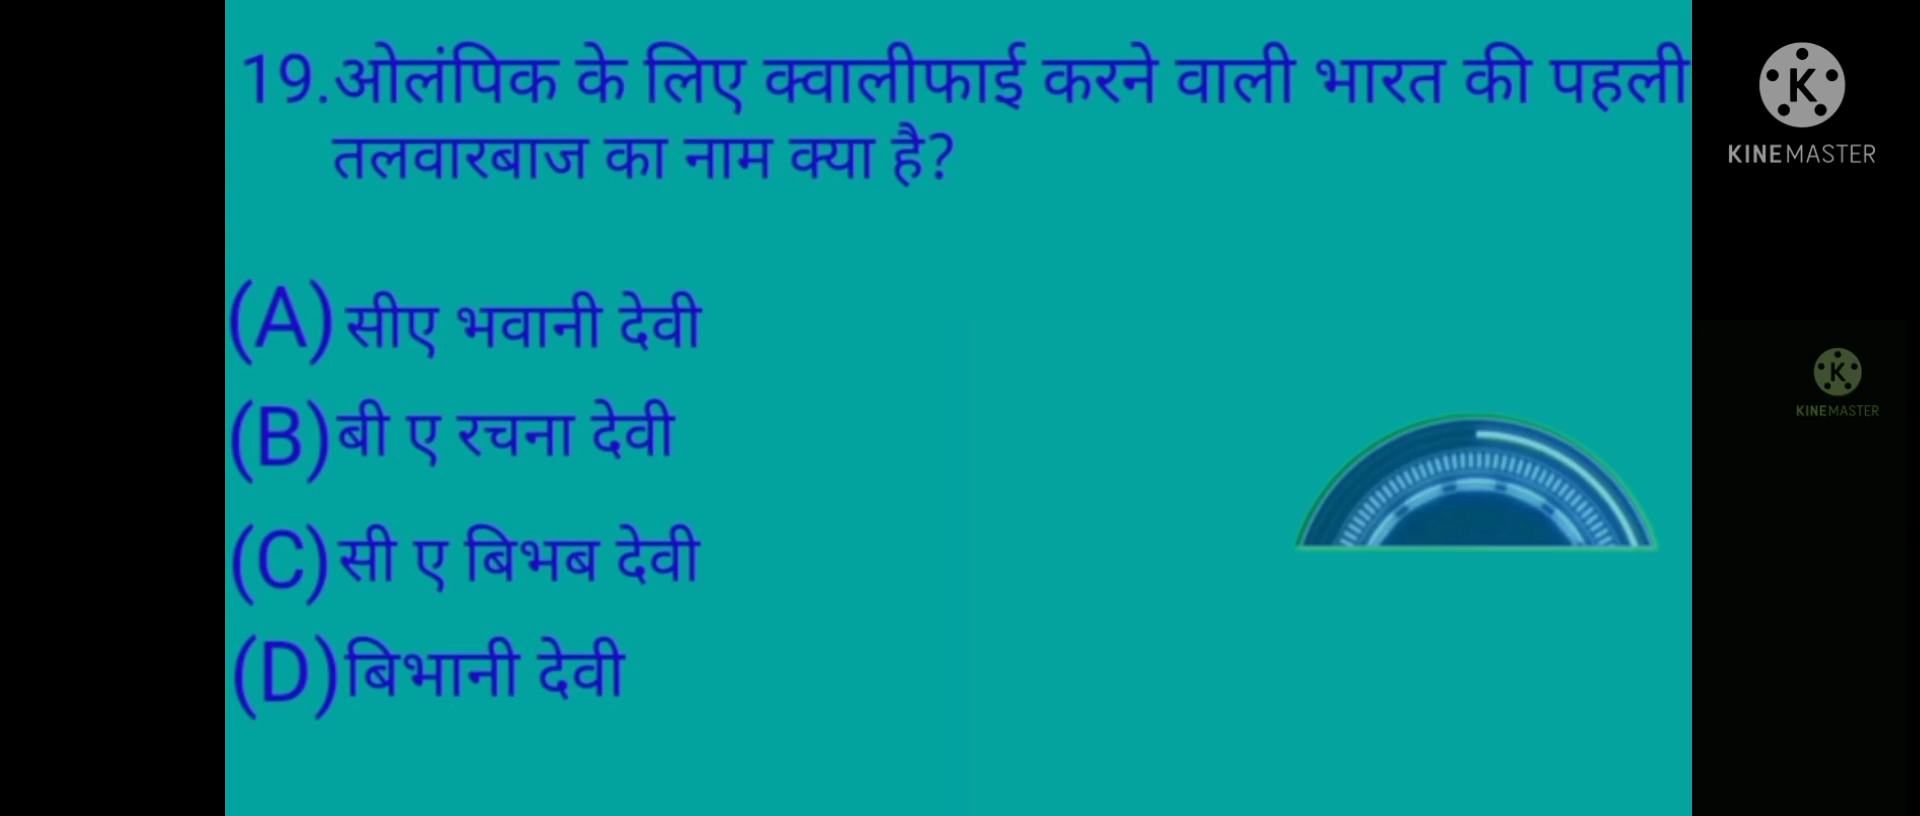 19.ओलंपिक के लिए क्वालीफाई करने वाली भारत की पहली
तलवारबाज का नाम क्या है?
(A) सीए भवानी देवी
(B) बी ए रचना देवी
(C) सी ए बिभब देवी
(D) बिभानी देवी
K
KINEMASTER
K
KINEMASTER